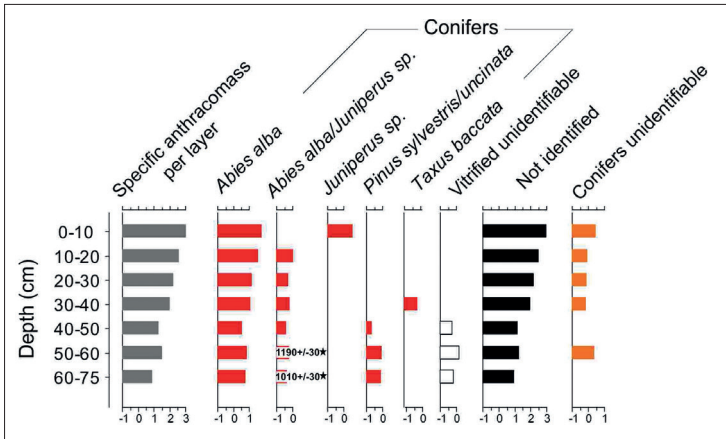 Conifers
Specific anthracomass
per layer
Abies alba
Abies alba/Juniperus sp.
Juniperus sp.
Pinus sylvestris/uncinata
Taxus baccata
Vitrified unidentifiable
Not identified
Conifers unidentifiable
Depth (cm)
0-10
10-20
20-30
30-40
40-50
50-60 1190+/-30★
60-75 1010+/-30★
-1 0 1 2 3 -1 0 1 2 3 -1 0 -1 0 -1 0 -1 0 -1 0 -1 0 1 2 3 -1 0